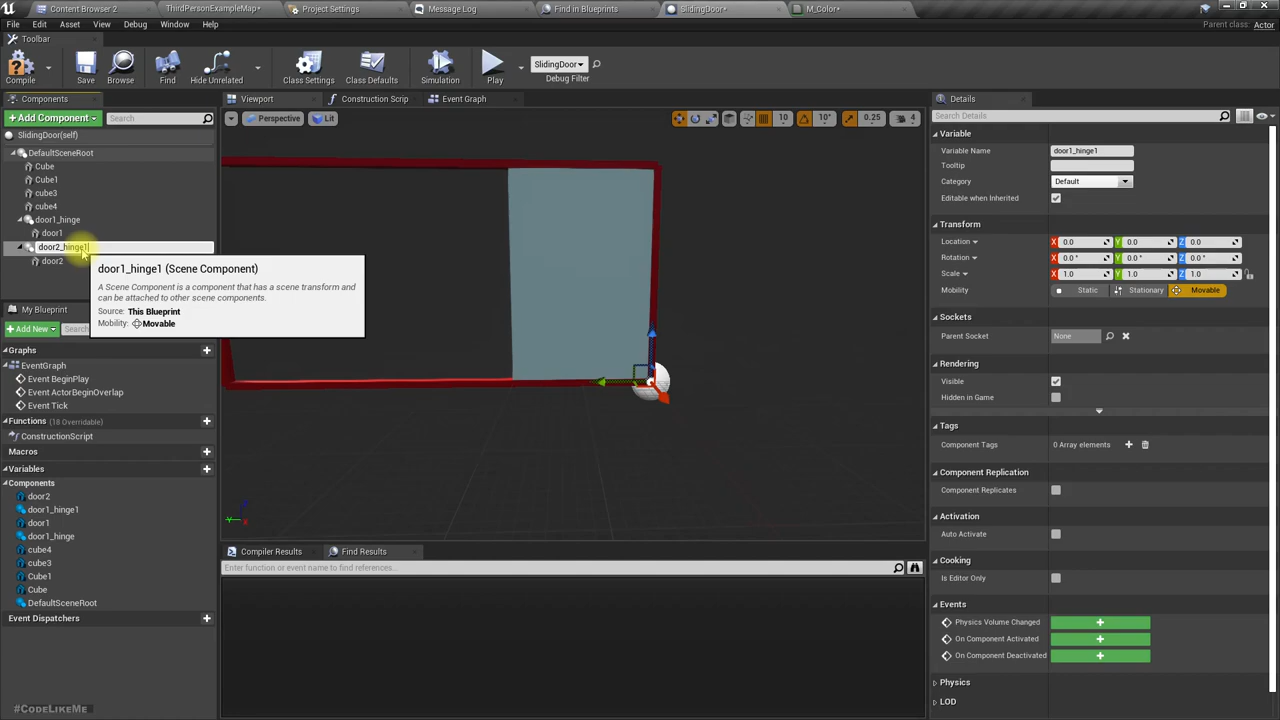 Content Browser 2
ThirdPersonExampleMap*
Project Settings
Message Log
Find in Blueprints
SlidingDoor*
M_Color*
File Edit Asset View Debug Window Help
Parent class: Actor
Toolbar
Compile
Save
Browse
Find
Hide Unrelated
Class Settings
Class Defaults
Simulation
Play
SlidingDoor
Debug Filter
Components
Viewport
Construction Scrip
Event Graph
Details
+Add Component
Search
Perspective
Lit
10
10°
0.25
4
Search Details
SlidingDoor(self)
DefaultSceneRoot
Cube
Cube1
cube3
cube4
door1_hinge
door1
door2_hinge1
door2
door1_hinge1 (Scene Component)
A Scene Component is a component that has a scene transform and
can be attached to other scene components.
Source: This Blueprint
Mobility: Movable
My Blueprint
+Add New
Search
Graphs
EventGraph
Event BeginPlay
Event ActorBeginOverlap
Event Tick
Functions (18 Overridable)
ConstructionScript
Macros
Variables
Components
door2
door1_hinge1
door1
door1_hinge
cube4
cube3
Cube1
Cube
DefaultSceneRoot
Event Dispatchers
#CODELIKEME
Compiler Results
Find Results
Enter function or event name to find references...
Variable
Variable Name door1_hinge1
Tooltip
Category Default
Editable when Inherited
Transform
Location X 0.0 Y 0.0 Z 0.0
Rotation X 0.0 ° Y 0.0 ° Z 0.0 °
Scale X 1.0 Y 1.0 Z 1.0
Mobility Static Stationary Movable
Sockets
Parent Socket None
Rendering
Visible
Hidden in Game
Tags
Component Tags 0 Array elements
Component Replication
Component Replicates
Activation
Auto Activate
Cooking
Is Editor Only
Events
Physics Volume Changed +
On Component Activated +
On Component Deactivated +
Physics
LOD